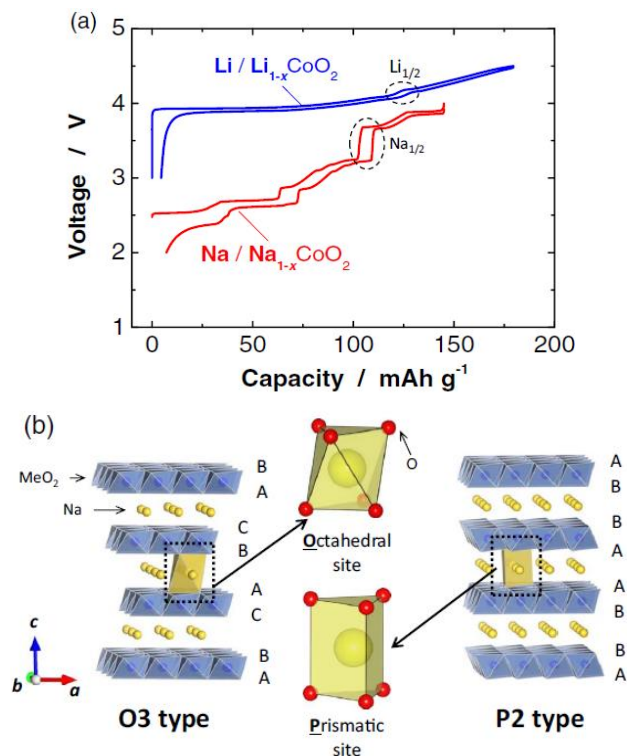 (a)
Li / Li1-xCoO2
Li1/2
Na1/2
Na / Na1-xCoO2
Voltage / V
5
4
3
2
1
0
50
100
150
200
Capacity / mAh g-1
(b)
MeO2
Na
B
A
C
B
A
C
B
A
O
Octahedral
site
Prismatic
site
A
B
B
A
A
B
B
A
c
b
a
O3 type
P2 type